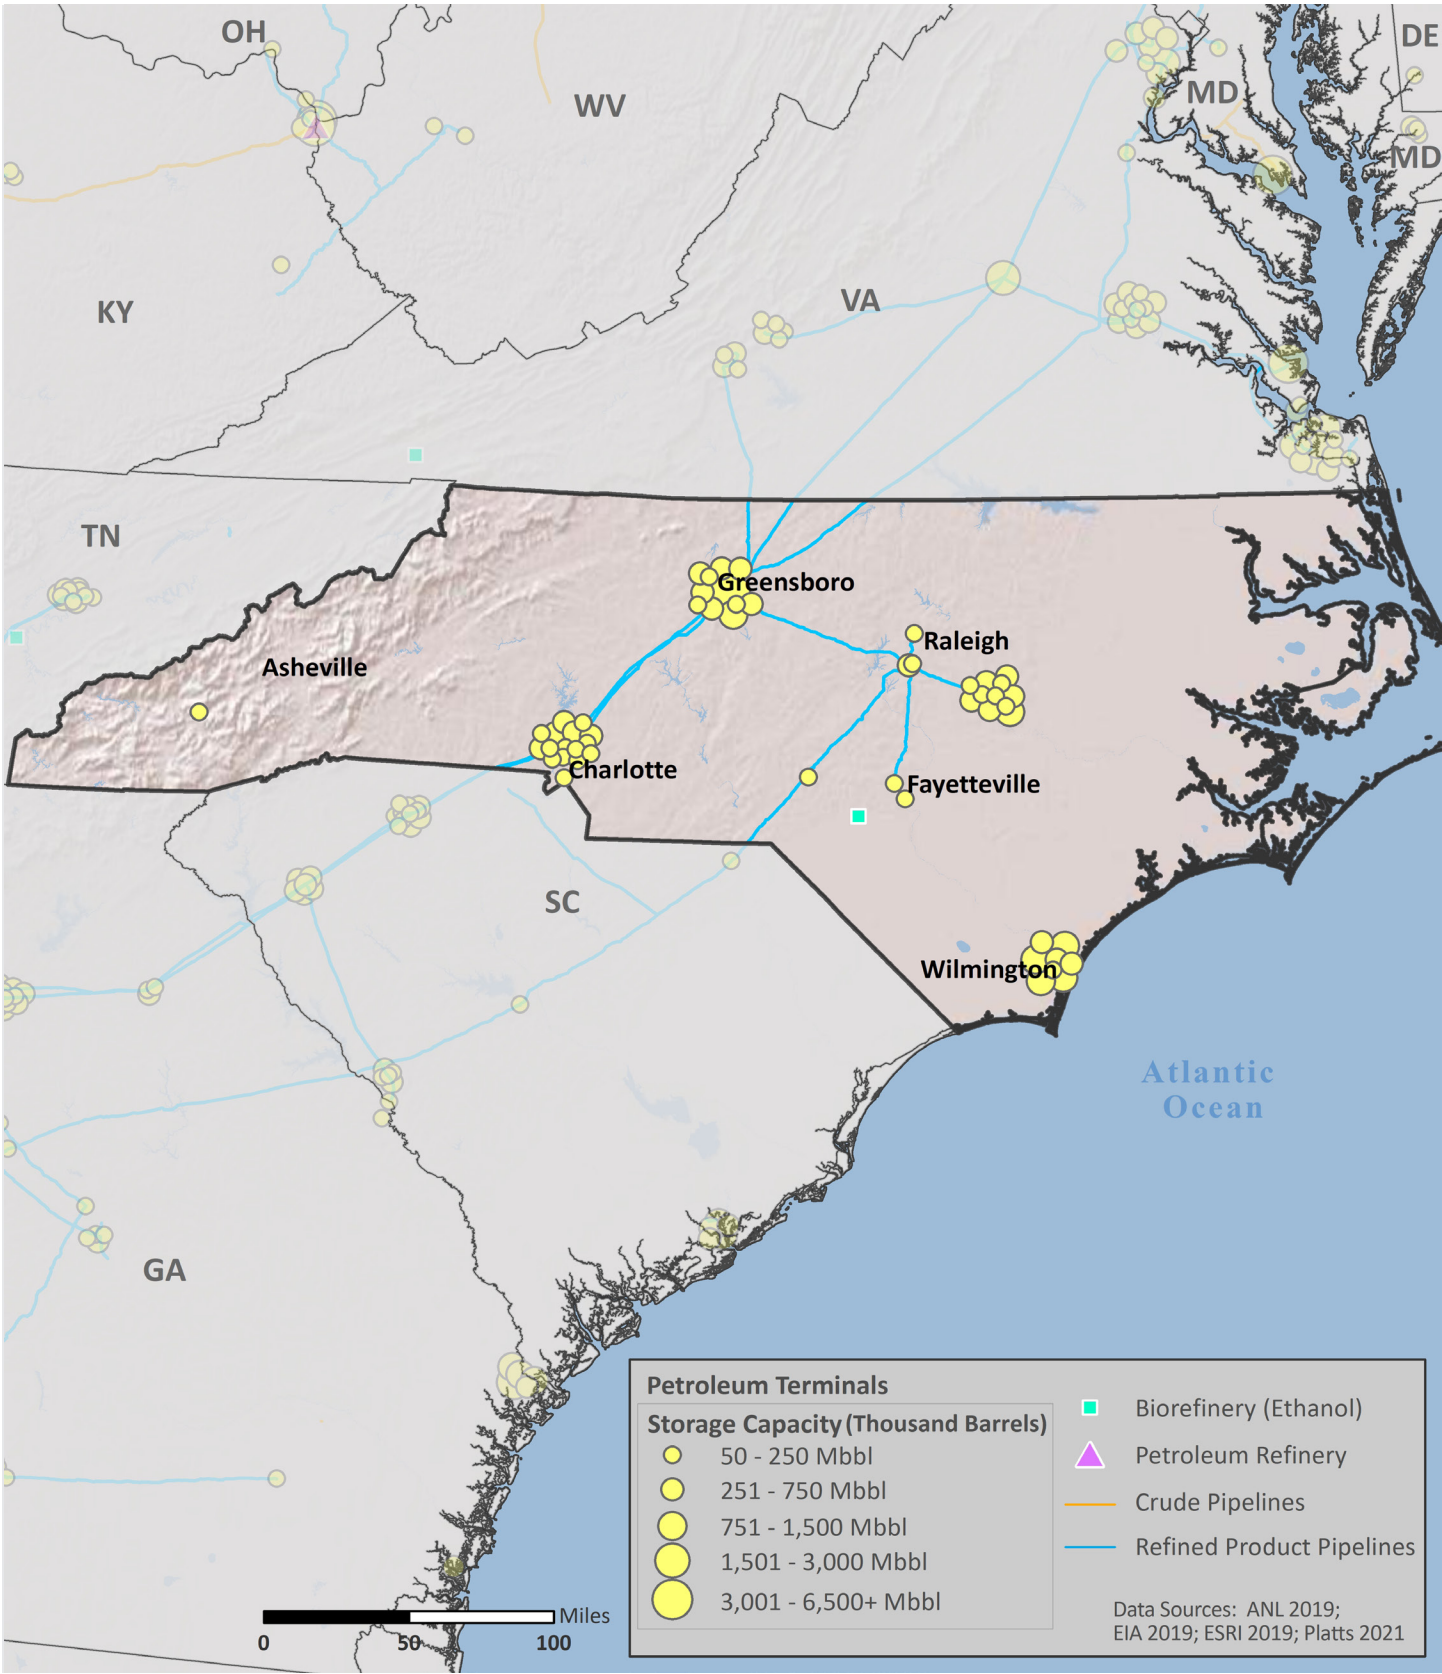 OH
WV
MD
DE
MD
KY
VA
TN
Greensboro
Raleigh
Asheville
Charlotte
Fayetteville
SC
Wilmington
Atlantic
Ocean
GA
Petroleum Terminals
Storage Capacity (Thousand Barrels)
50 - 250 Mbbl
251 - 750 Mbbl
751 - 1,500 Mbbl
1,501 - 3,000 Mbbl
3,001 - 6,500+ Mbbl
Biorefinery (Ethanol)
Petroleum Refinery
Crude Pipelines
Refined Product Pipelines
Data Sources: ANL 2019;
EIA 2019; ESRI 2019; Platts 2021
Miles
0 50 100